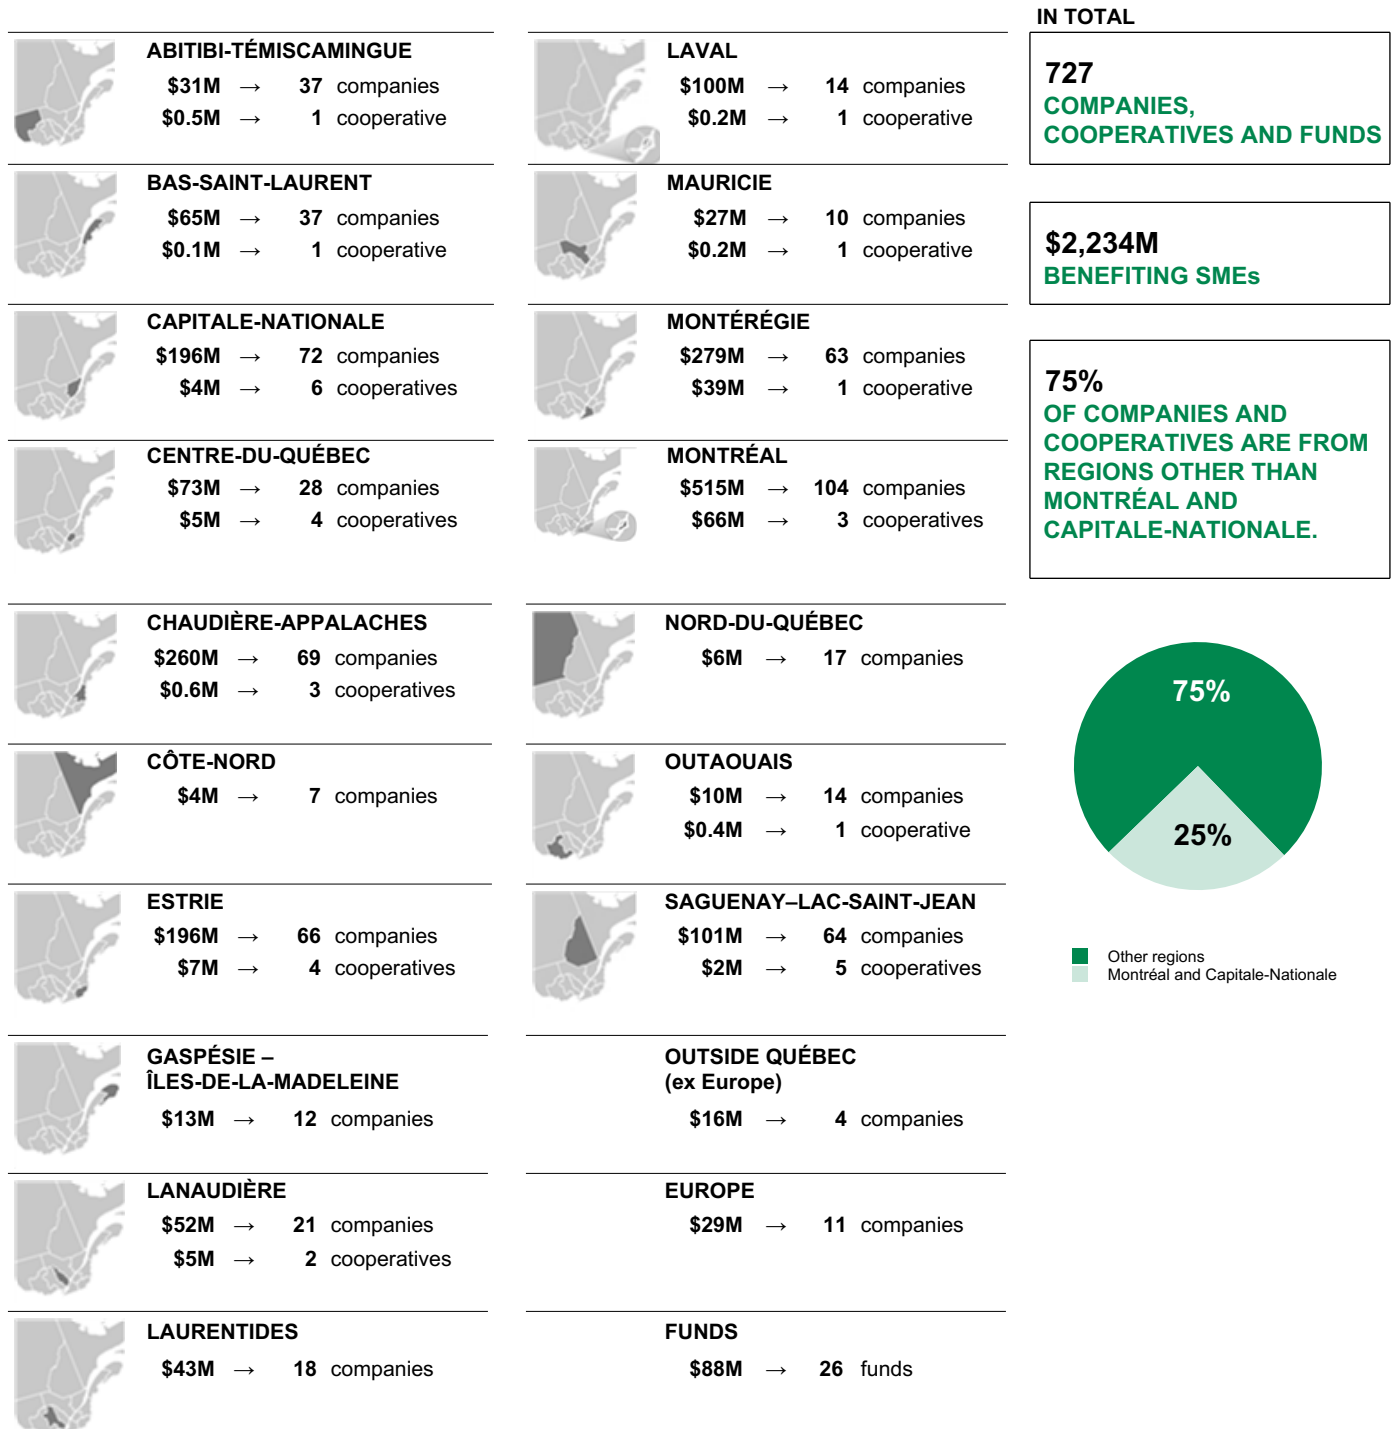 ABITIBI-TÉMISCAMINGUE
$31M → 37 companies
$0.5M → 1 cooperative
BAS-SAINT-LAURENT
$65M → 37 companies
$0.1M → 1 cooperative
CAPITALE-NATIONALE
$196M → 72 companies
$4M → 6 cooperatives
CENTRE-DU-QUÉBEC
$73M → 28 companies
$5M → 4 cooperatives
CHAUDIÈRE-APPALACHES
$260M → 69 companies
$0.6M → 3 cooperatives
CÔTE-NORD
$4M → 7 companies
ESTRIE
$196M → 66 companies
$7M → 4 cooperatives
GASPÉSIE –
ÎLES-DE-LA-MADELEINE
$13M → 12 companies
LANAUDIÈRE
$52M → 21 companies
$5M → 2 cooperatives
LAURENTIDES
$43M → 18 companies
LAVAL
$100M → 14 companies
$0.2M → 1 cooperative
MAURICIE
$27M → 10 companies
$0.2M → 1 cooperative
MONTÉRÉGIE
$279M → 63 companies
$39M → 1 cooperative
MONTRÉAL
$515M → 104 companies
$66M → 3 cooperatives
NORD-DU-QUÉBEC
$6M → 17 companies
OUTAOUAIS
$10M → 14 companies
$0.4M → 1 cooperative
SAGUENAY–LAC-SAINT-JEAN
$101M → 64 companies
$2M → 5 cooperatives
OUTSIDE QUÉBEC
(ex Europe)
$16M → 4 companies
EUROPE
$29M → 11 companies
FUNDS
$88M → 26 funds
IN TOTAL
727
COMPANIES,
COOPERATIVES AND FUNDS
$2,234M
BENEFITING SMEs
75%
OF COMPANIES AND
COOPERATIVES ARE FROM
REGIONS OTHER THAN
MONTRÉAL AND
CAPITALE-NATIONALE.
75%
25%
Other regions
Montréal and Capitale-Nationale